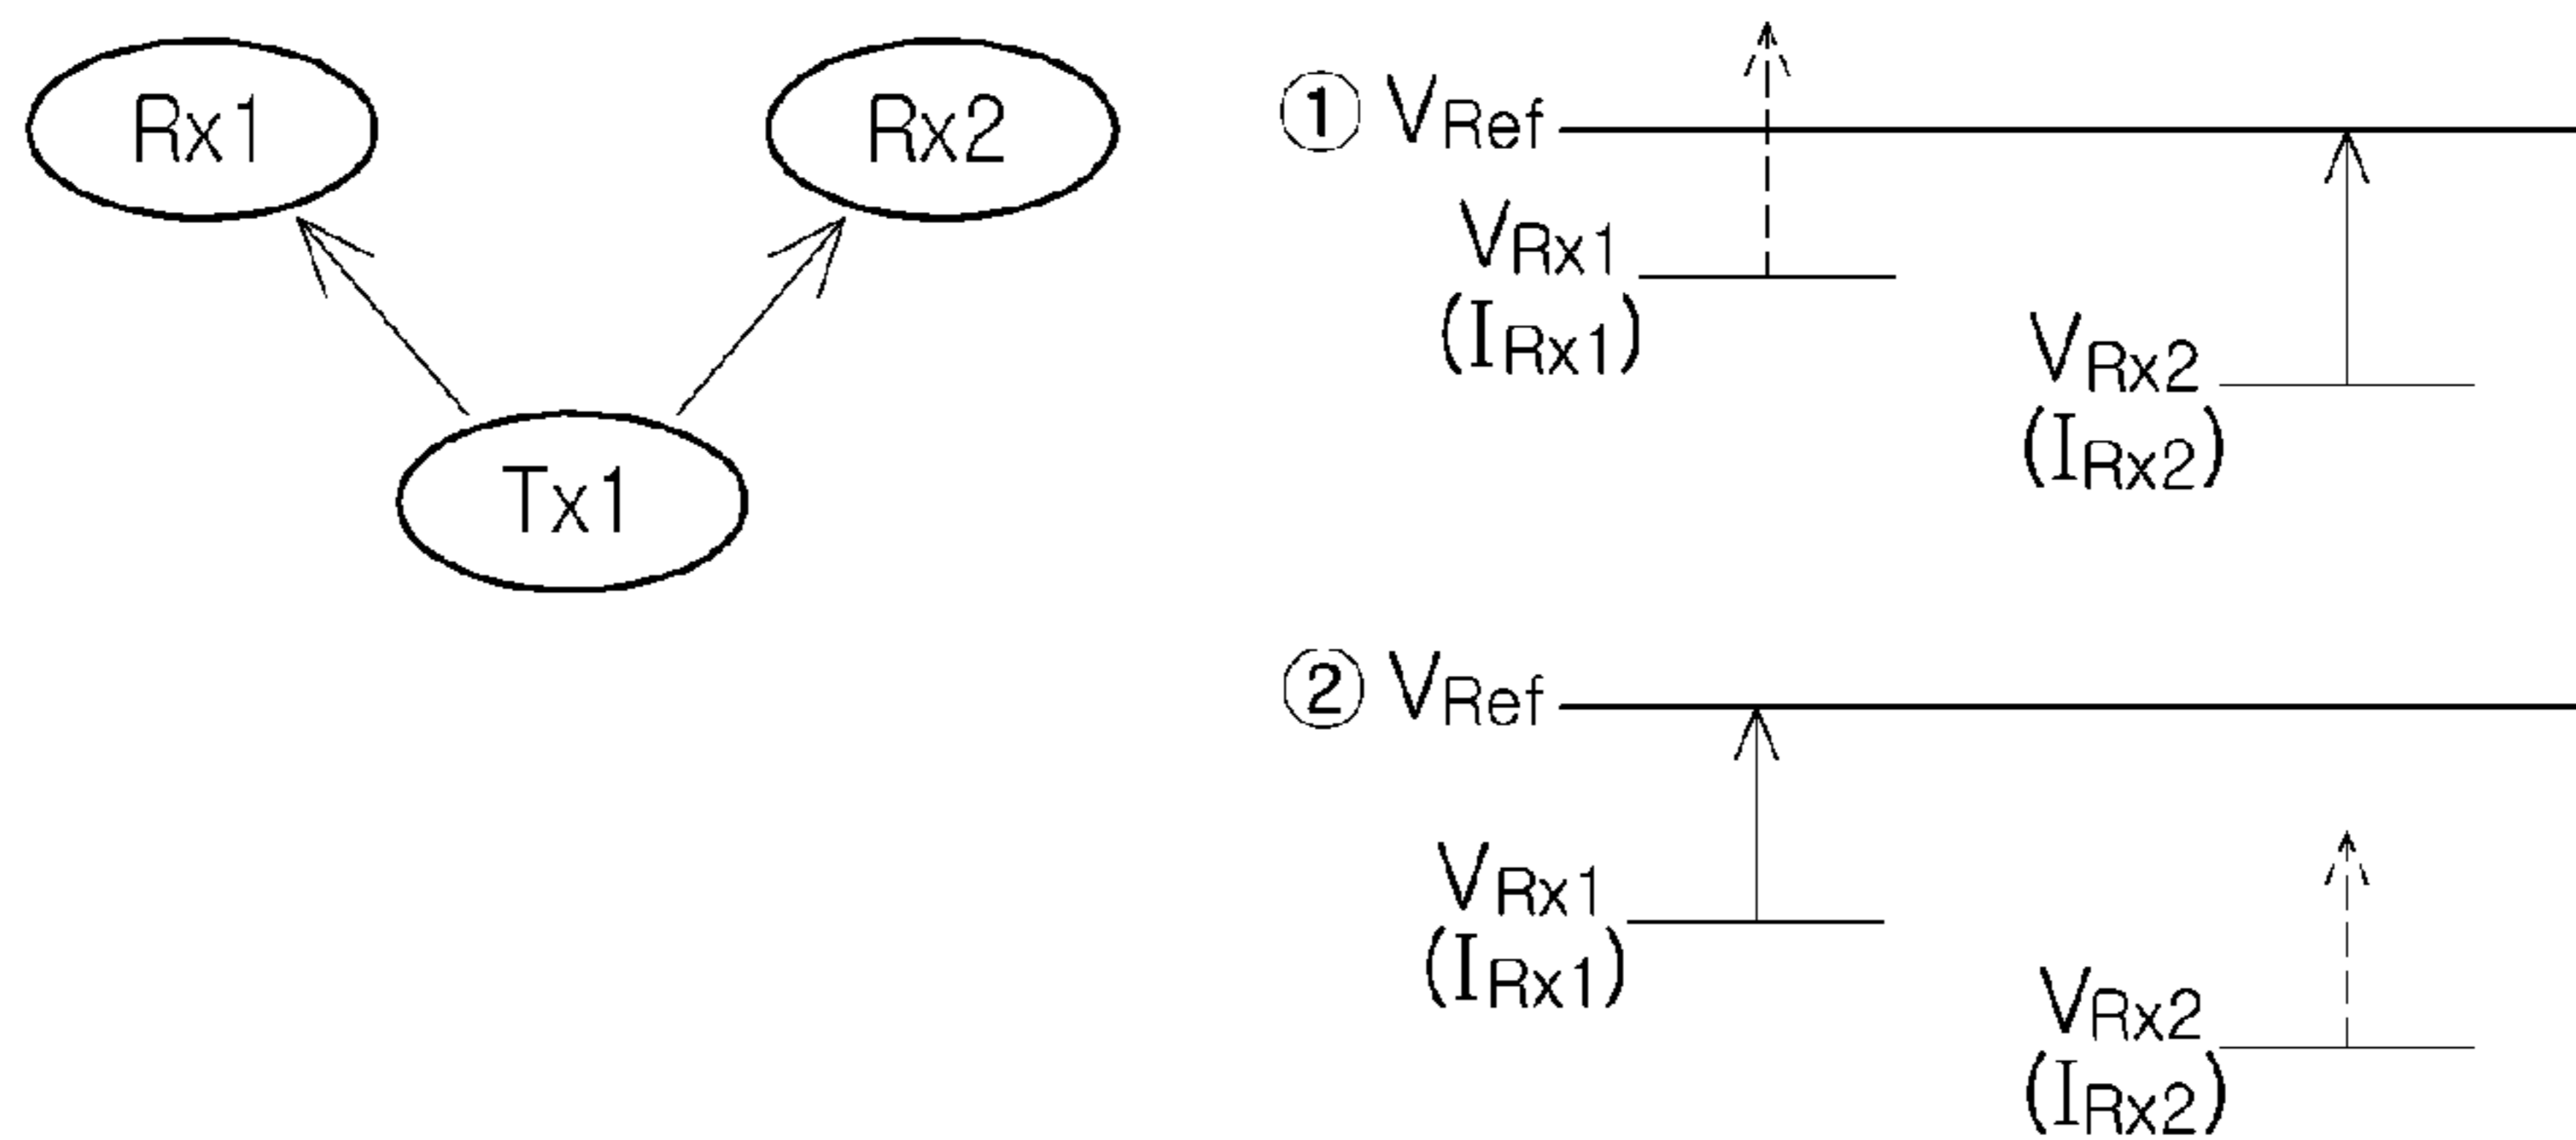 Rx1
Rx2
Tx1
① VRef
VRx1
(IRx1)
VRx2
(IRx2)
② VRef
VRx1
(IRx1)
VRx2
(IRx2)